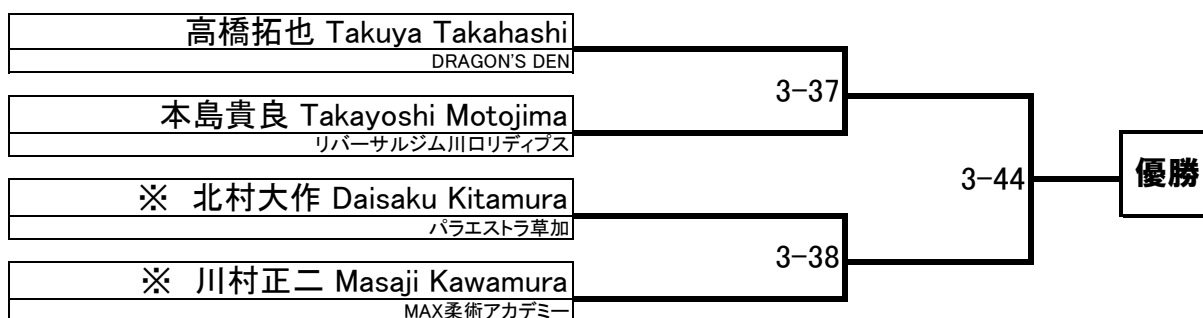 高橋拓也 Takuya Takahashi
DRAGON'S DEN
3-37
本島貴良 Takayoshi Motojima
リバーサルジム川口リディプス
3-44
優勝
※ 北村大作 Daisaku Kitamura
パラエストラ草加
3-38
※ 川村正二 Masaji Kawamura
MAX柔術アカデミー